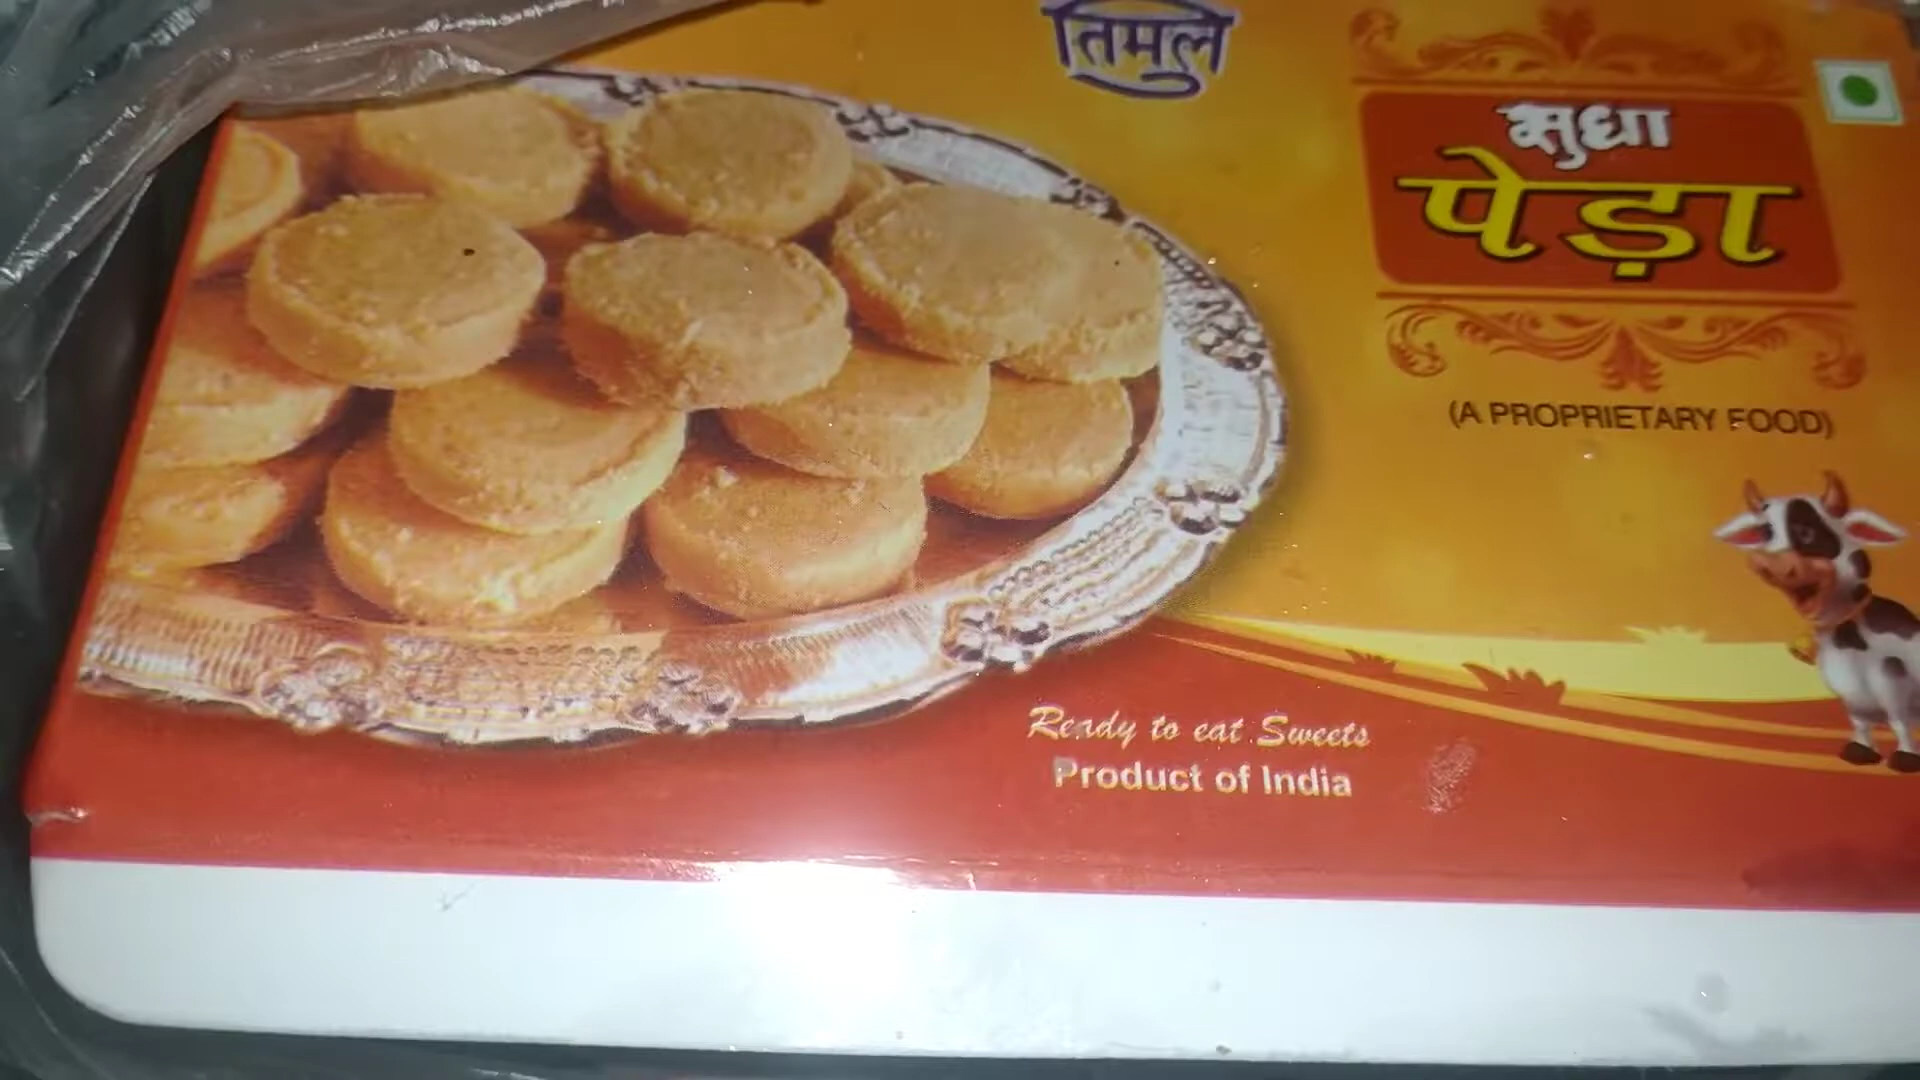 तिमुल
सुधा
पेड़ा
(A PROPRIETARY FOOD)
Ready to eat Sweets
Product of India